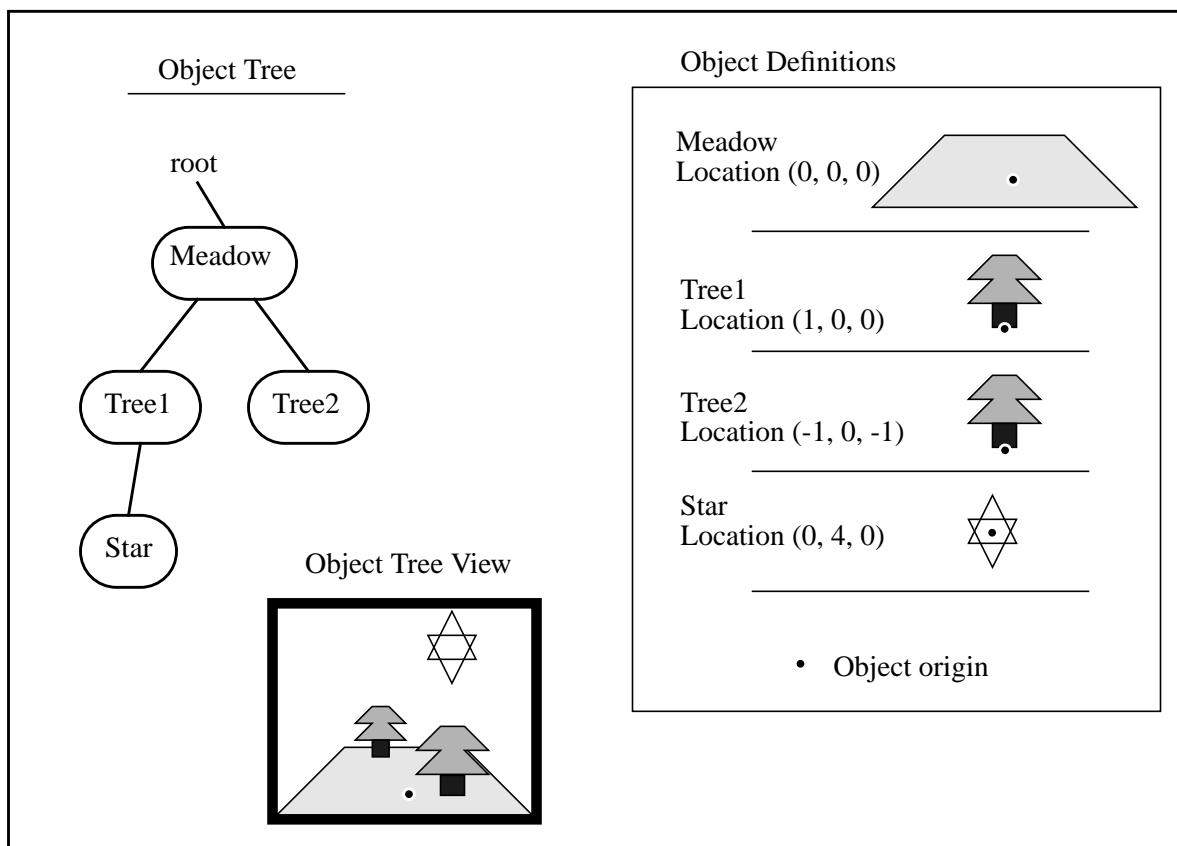 Object Tree
root
Meadow
Tree1
Tree2
Star
Object Tree View
Object Definitions
Meadow
Location (0, 0, 0)
Tree1
Location (1, 0, 0)
Tree2
Location (-1, 0, -1)
Star
Location (0, 4, 0)
Object origin